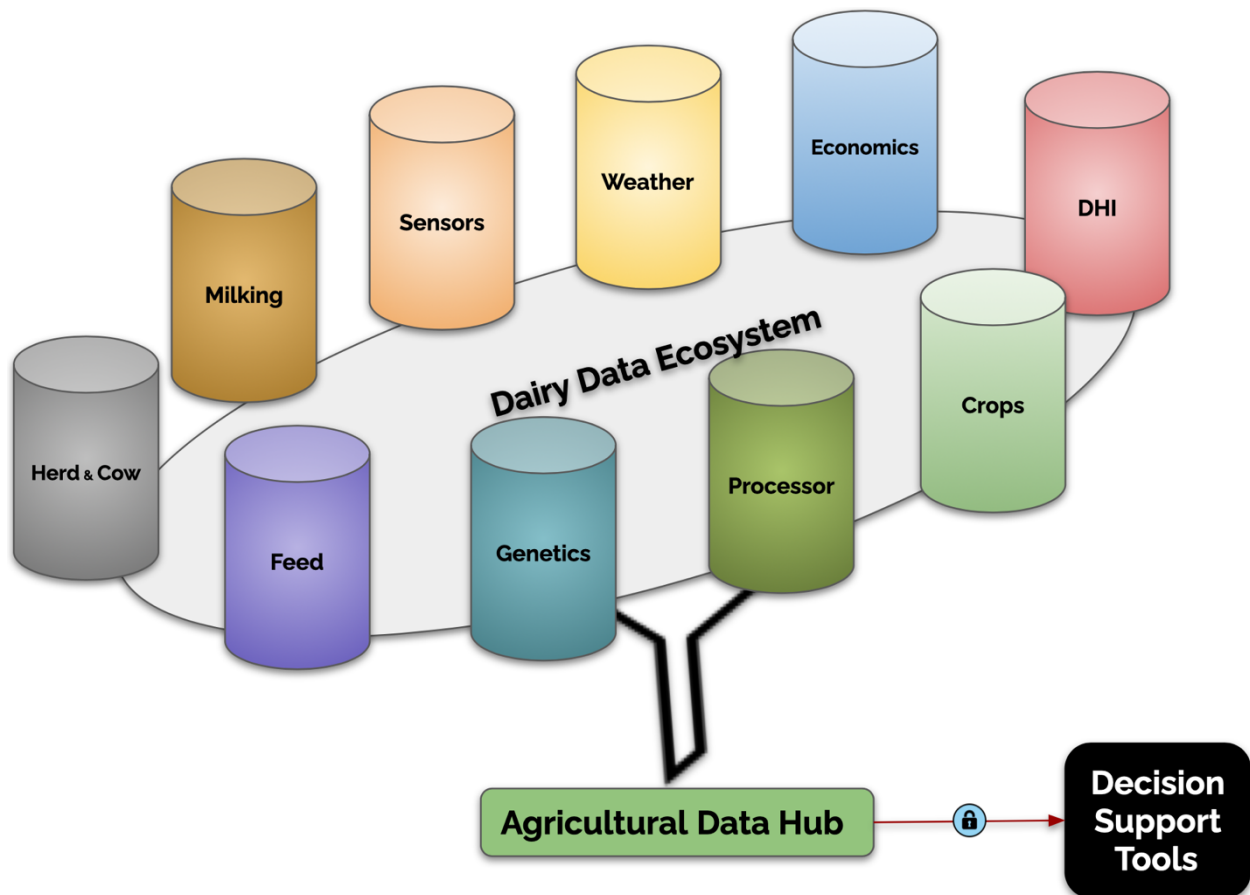 Economics
Weather
DHI
Sensors
Milking
Dairy Data Ecosystem
Crops
Herd & Cow
Processor
Feed
Genetics
Agricultural Data Hub
Decision
Support
Tools